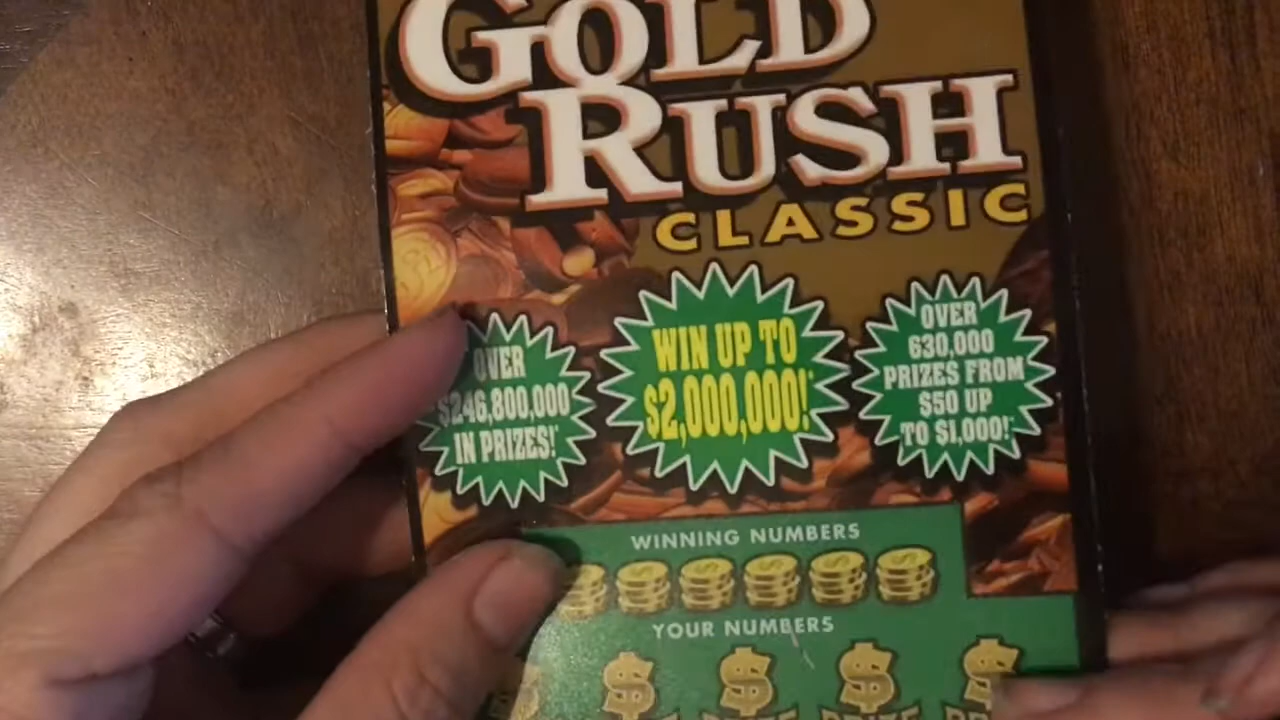 GOLD
RUSH
CLASSIC
OVER
$246,800,000
IN PRIZES!*
WIN UP TO
$2,000,000!*
OVER
630,000
PRIZES FROM
$50 UP
TO $1,000!*
WINNING NUMBERS
YOUR NUMBERS
PRIZE